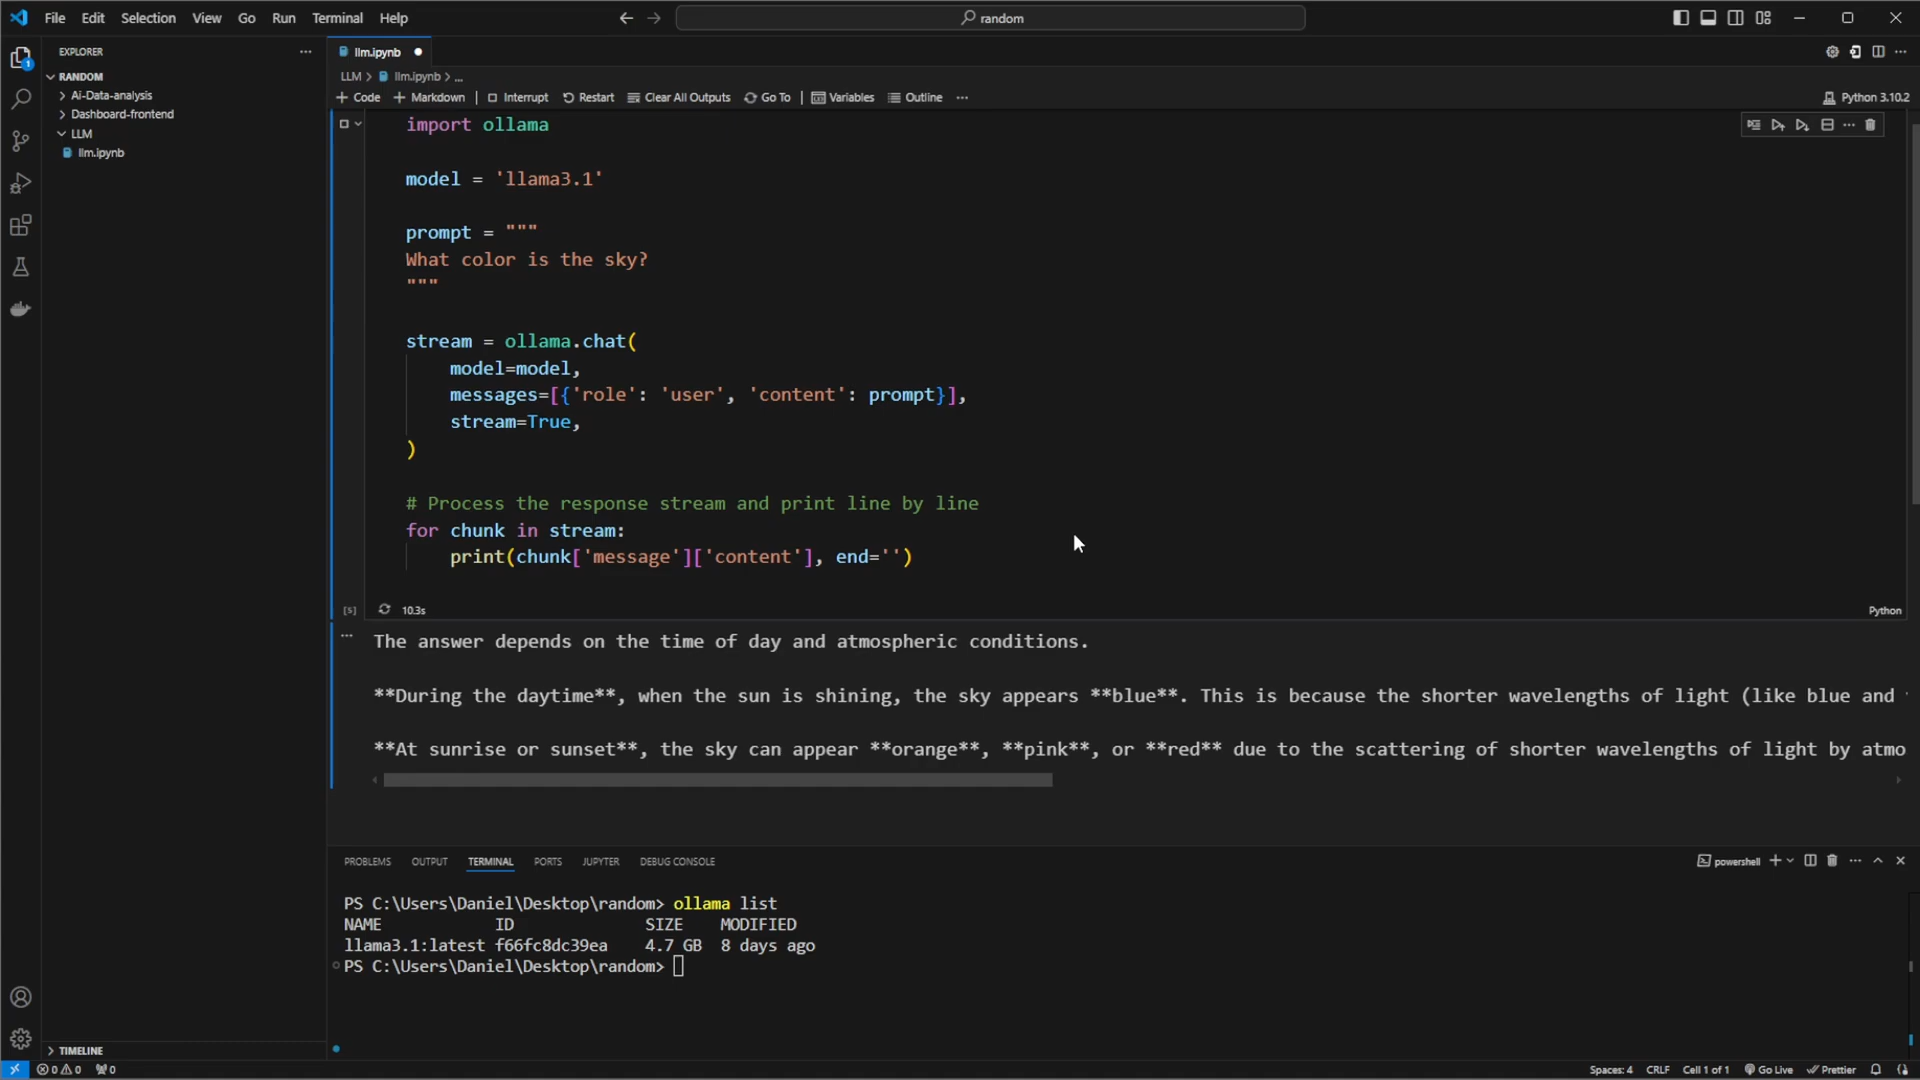 File Edit Selection View Go Run Terminal Help
random
EXPLORER
RANDOM
Ai-Data-analysis
Dashboard-frontend
LLM
llm.ipynb
1
llm.ipynb
LLM > llm.ipynb > ...
Code Markdown Interrupt Restart Clear All Outputs Go To Variables Outline ...
Python 3.10.2
import ollama
model = 'llama3.1'
prompt = """
What color is the sky?
"""
stream = ollama.chat(
model=model,
messages=[{'role': 'user', 'content': prompt}],
stream=True,
)
# Process the response stream and print line by line
for chunk in stream:
print(chunk['message']['content'], end='')
[5] 10.3s
Python
The answer depends on the time of day and atmospheric conditions.
**During the daytime**, when the sun is shining, the sky appears **blue**. This is because the shorter wavelengths of light (like blue and
**At sunrise or sunset**, the sky can appear **orange**, **pink**, or **red** due to the scattering of shorter wavelengths of light by atmo
PROBLEMS OUTPUT TERMINAL PORTS JUPYTER DEBUG CONSOLE
powershell
PS C:\Users\Daniel\Desktop\random> ollama list
NAME ID SIZE MODIFIED
llama3.1:latest f66fc8dc39ea 4.7 GB 8 days ago
PS C:\Users\Daniel\Desktop\random>
TIMELINE
0 0 0
Spaces: 4 CRLF Cell 1 of 1 Go Live Prettier